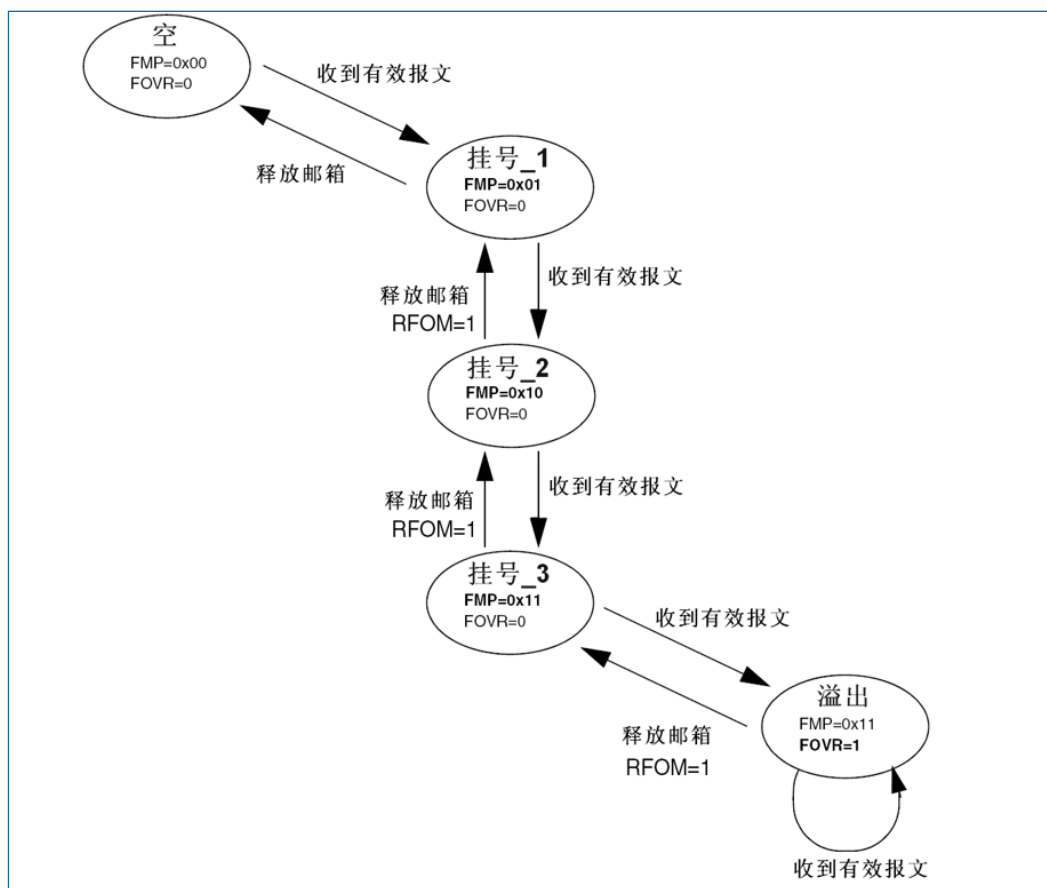 空
FMP=0x00
FOVR=0
收到有效报文
释放邮箱
挂号_1
FMP=0x01
FOVR=0
收到有效报文
释放邮箱
RFOM=1
挂号_2
FMP=0x10
FOVR=0
收到有效报文
释放邮箱
RFOM=1
挂号_3
FMP=0x11
FOVR=0
收到有效报文
释放邮箱
RFOM=1
溢出
FMP=0x11
FOVR=1
收到有效报文